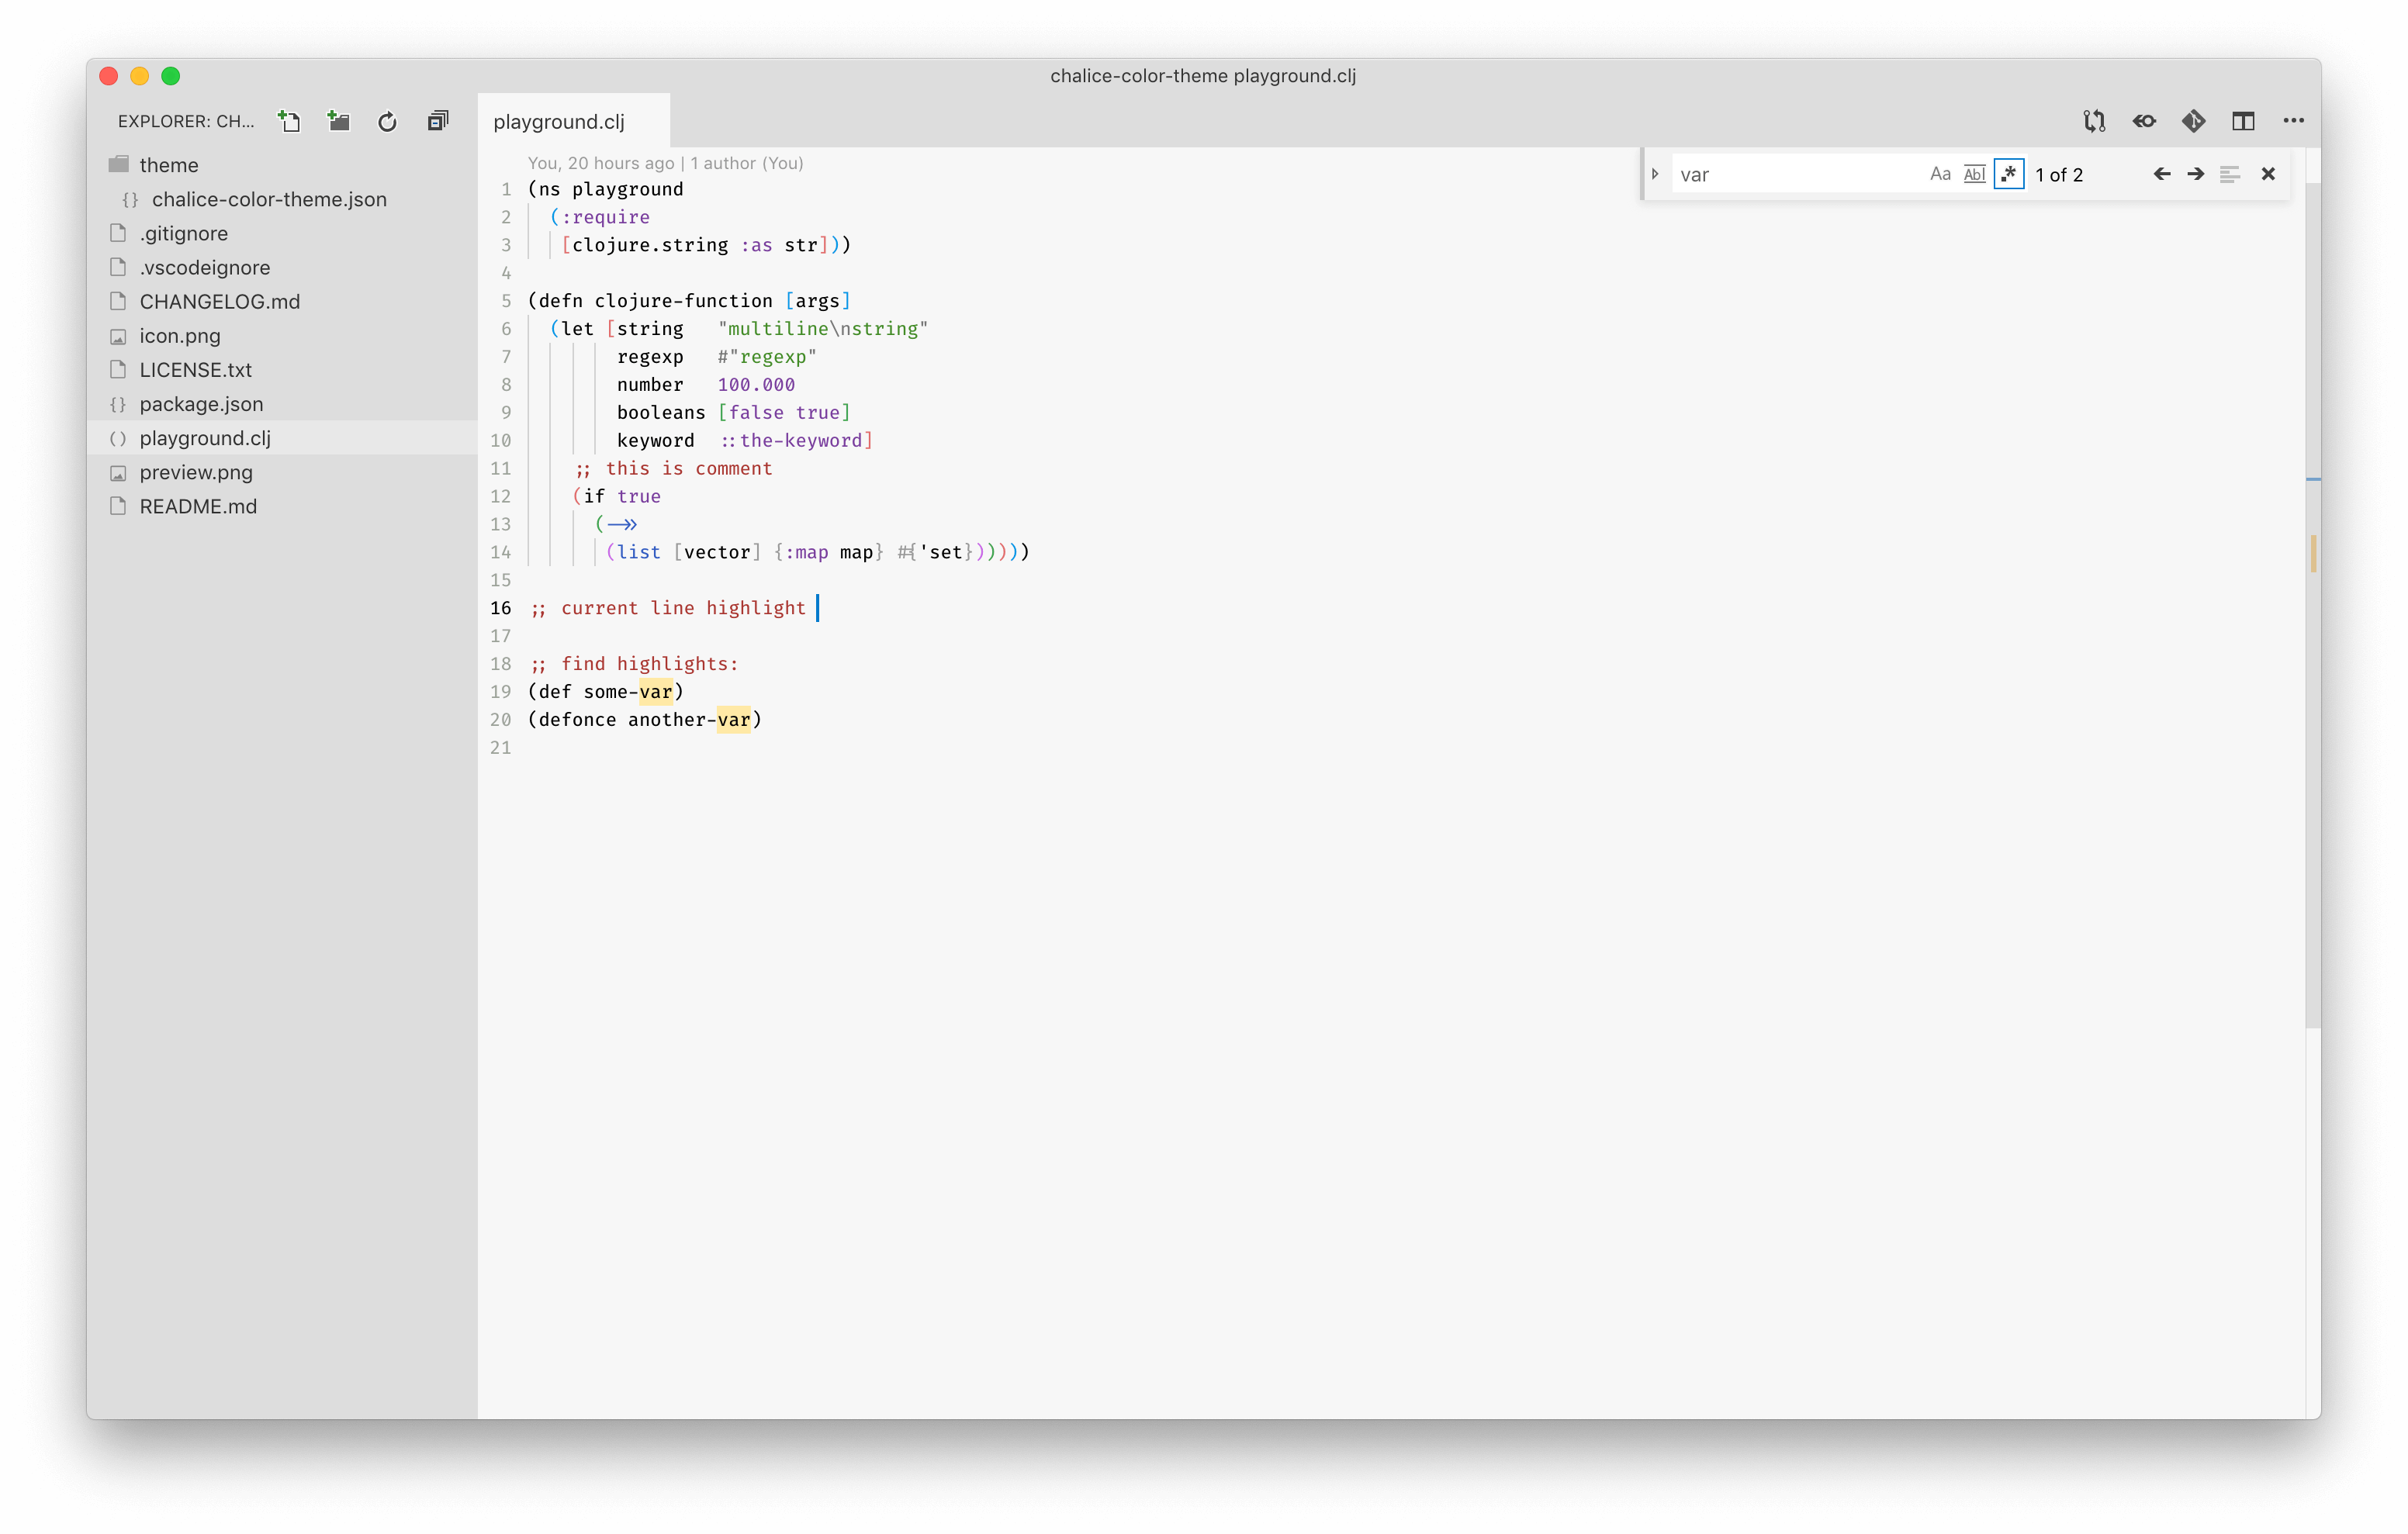 chalice-color-theme playground.clj
EXPLORER: CH...
theme
{} chalice-color-theme.json
.gitignore
.vscodeignore
CHANGELOG.md
icon.png
LICENSE.txt
{} package.json
() playground.clj
preview.png
README.md
playground.clj
var Aa Abl .* 1 of 2
You, 20 hours ago | 1 author (You)
1 (ns playground
2   (:require
3    [clojure.string :as str]))
4
5 (defn clojure-function [args]
6   (let [string   "multiline\nstring"
7         regexp   #"regexp"
8         number   100.000
9         booleans [false true]
10         keyword  ::the-keyword]
11     ;; this is comment
12     (if true
13       (->>
14        (list [vector] {:map map} #{'set})))))
15
16 ;; current line highlight
17
18 ;; find highlights:
19 (def some-var)
20 (defonce another-var)
21